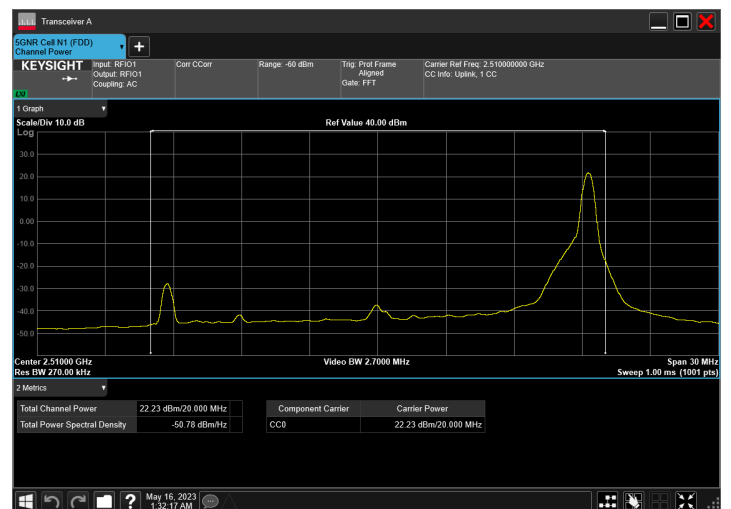 Transceiver A
5GNR Cell N1 (FDD)
Channel Power
KEYSIGHT
LXI
Input: RFIO1
Output: RFIO1
Coupling: AC
Corr CCorr
Range: -60 dBm
Trig: Prot Frame
Aligned
Gate: FFT
Carrier Ref Freq: 2.510000000 GHz
CC Info: Uplink, 1 CC
1 Graph
Scale/Div 10.0 dB
Ref Value 40.00 dBm
Log
30.0
20.0
10.0
0.00
-10.0
-20.0
-30.0
-40.0
-50.0
Center 2.51000 GHz
Video BW 2.7000 MHz
Span 30 MHz
Res BW 270.00 kHz
Sweep 1.00 ms (1001 pts)
2 Metrics
Total Channel Power 22.23 dBm/20.000 MHz
Total Power Spectral Density -50.78 dBm/Hz
Component Carrier Carrier Power
CC0 22.23 dBm/20.000 MHz
?
May 16, 2023
1:32:17 AM